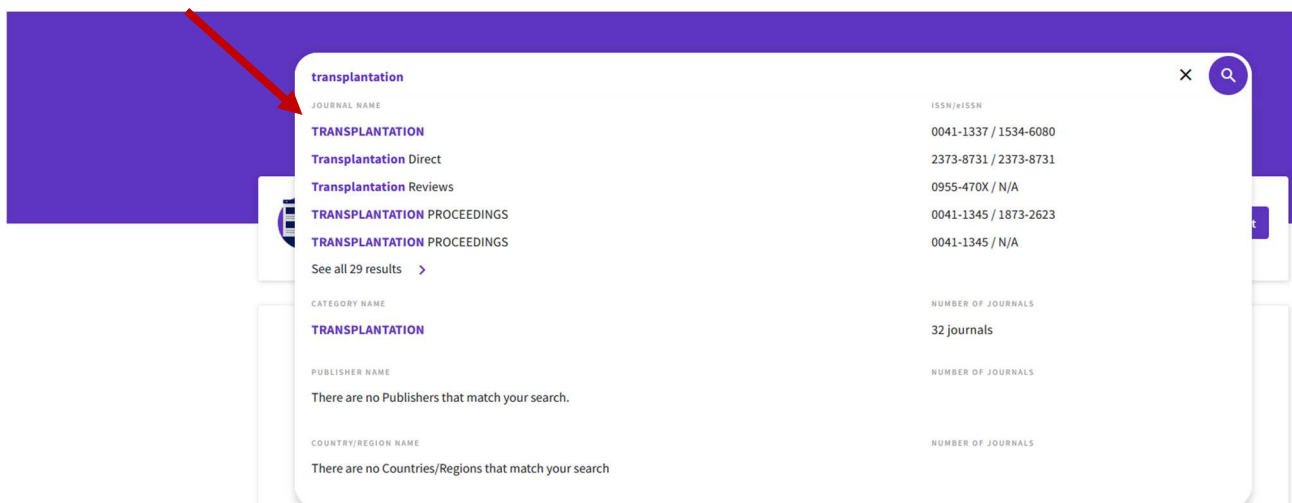 transplantation
JOURNAL NAME ISSN/eISSN
TRANSPLANTATION 0041-1337 / 1534-6080
Transplantation Direct 2373-8731 / 2373-8731
Transplantation Reviews 0955-470X / N/A
TRANSPLANTATION PROCEEDINGS 0041-1345 / 1873-2623
TRANSPLANTATION PROCEEDINGS 0041-1345 / N/A
See all 29 results
CATEGORY NAME NUMBER OF JOURNALS
TRANSPLANTATION 32 journals
PUBLISHER NAME NUMBER OF JOURNALS
There are no Publishers that match your search.
COUNTRY/REGION NAME NUMBER OF JOURNALS
There are no Countries/Regions that match your search